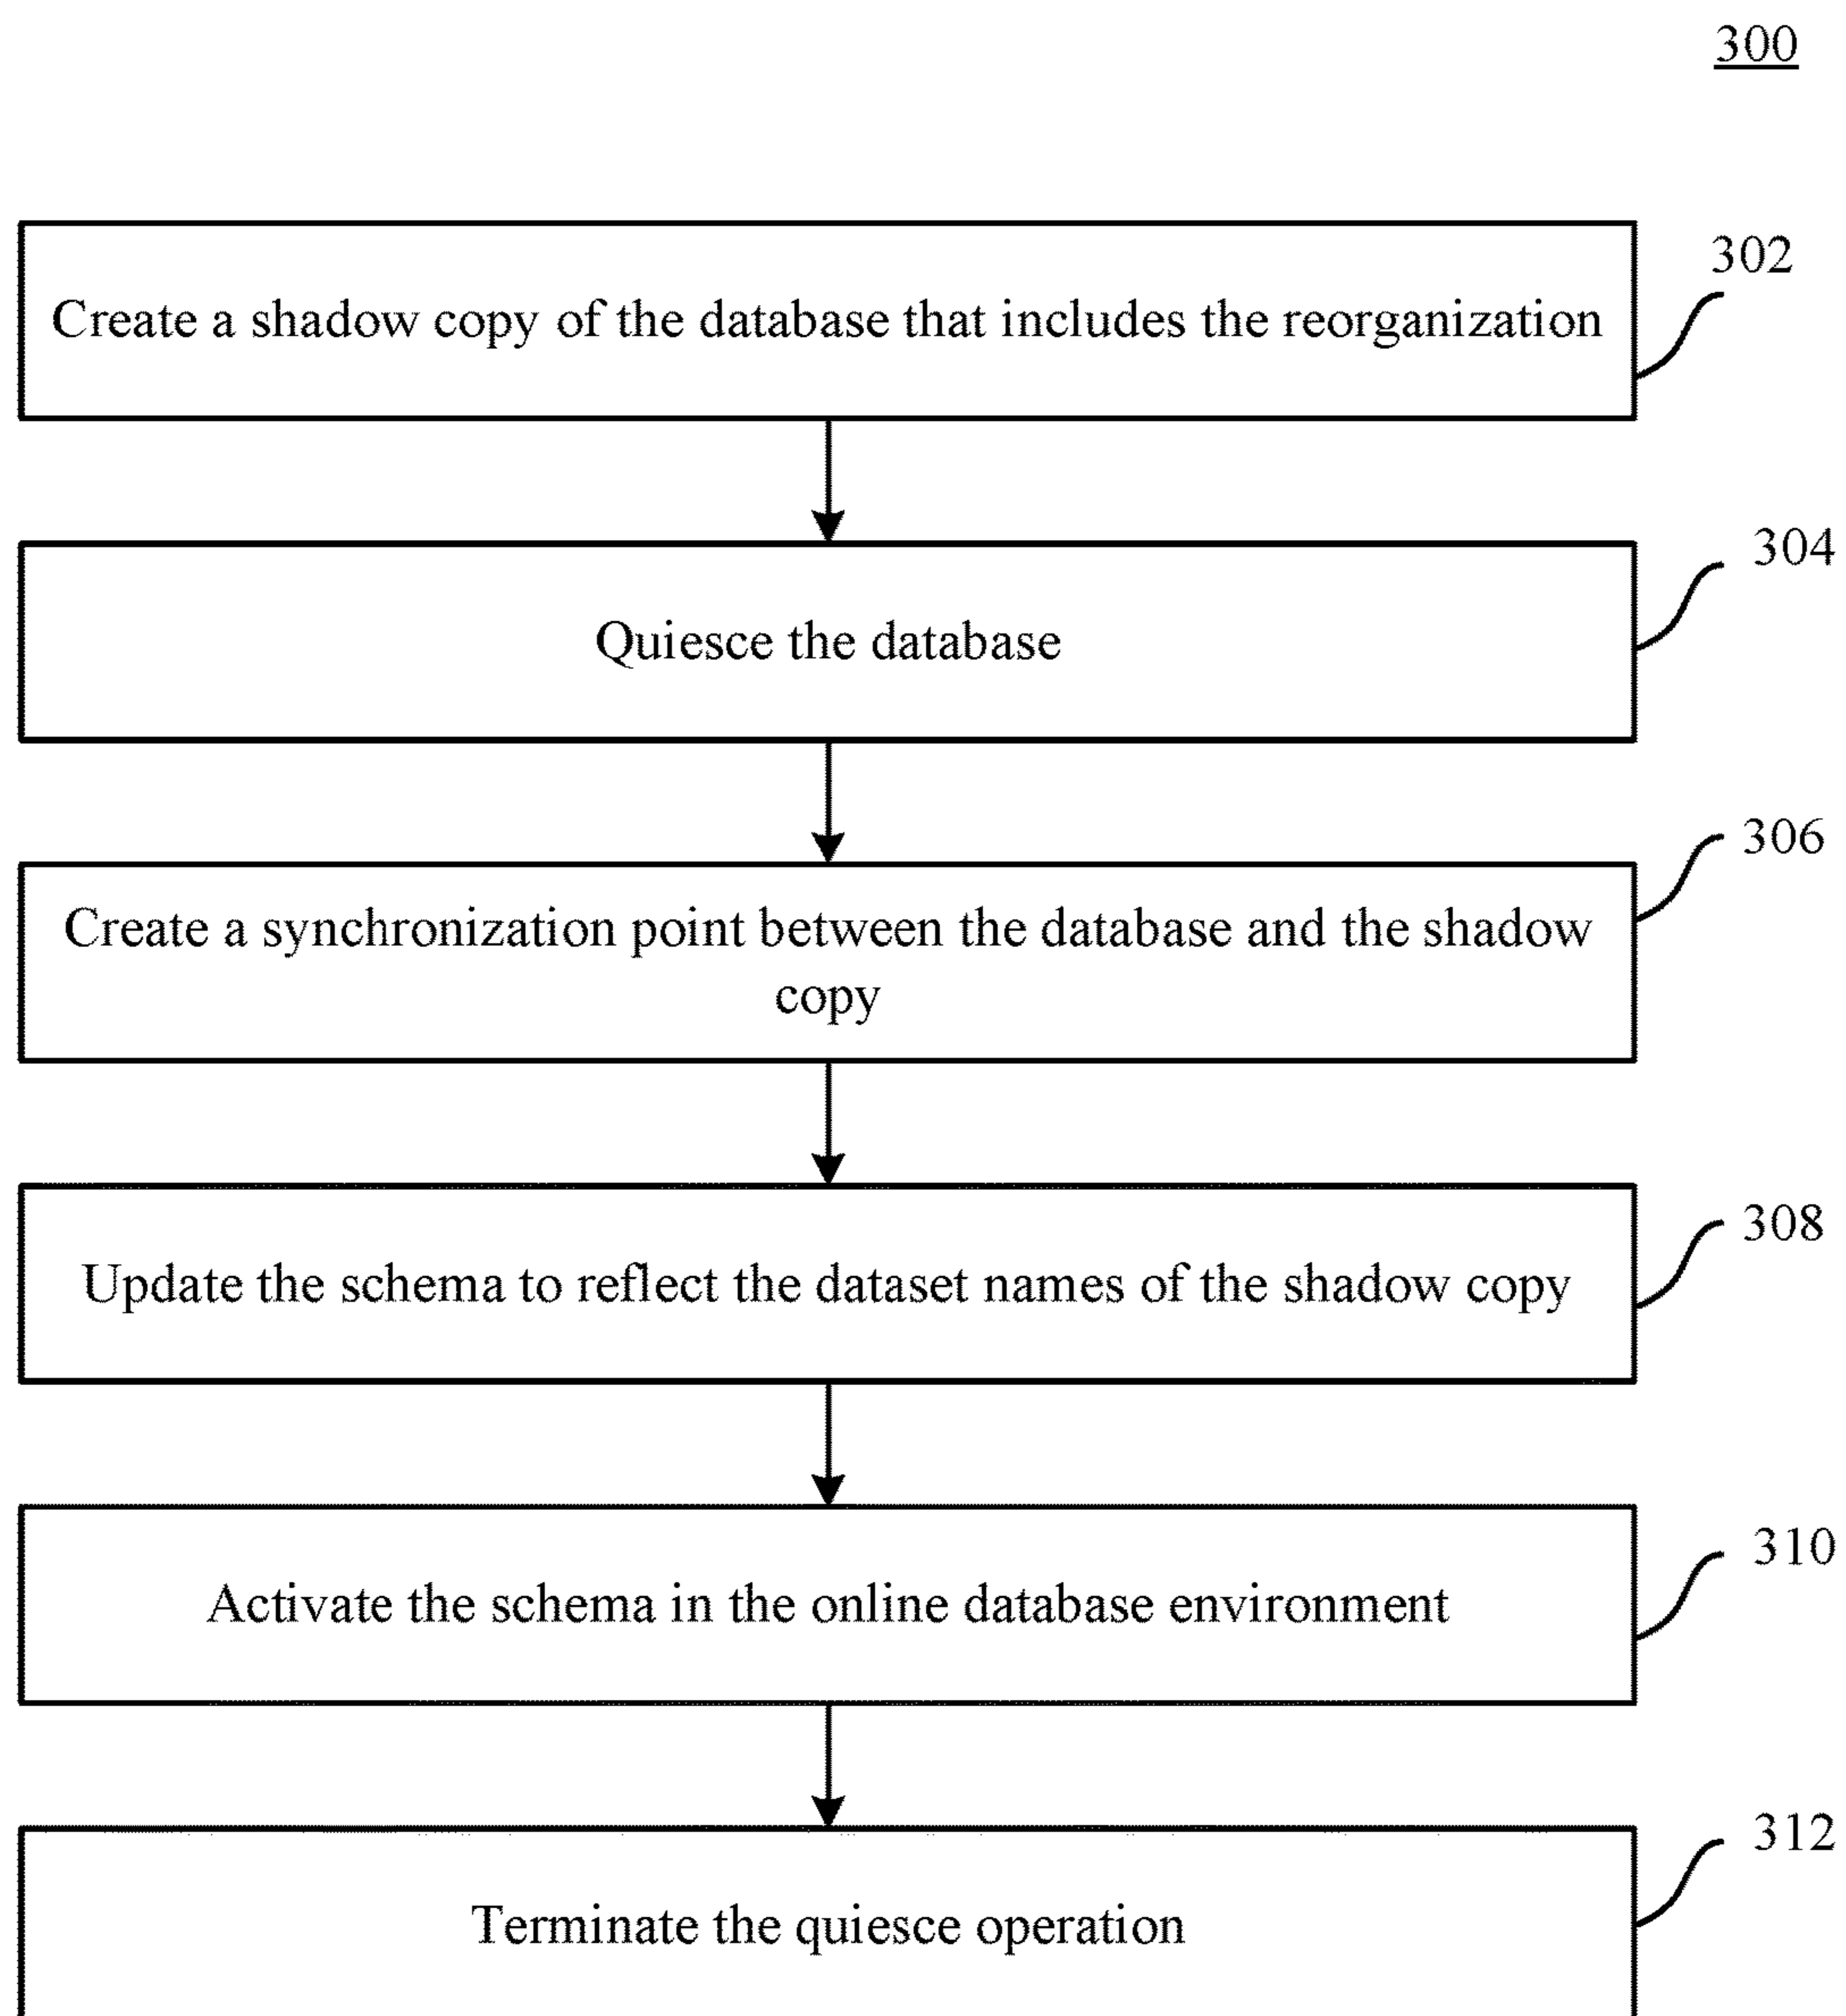 300
302
Create a shadow copy of the database that includes the reorganization
304
Quiesce the database
306
Create a synchronization point between the database and the shadow
copy
308
Update the schema to reflect the dataset names of the shadow copy
310
Activate the schema in the online database environment
312
Terminate the quiesce operation